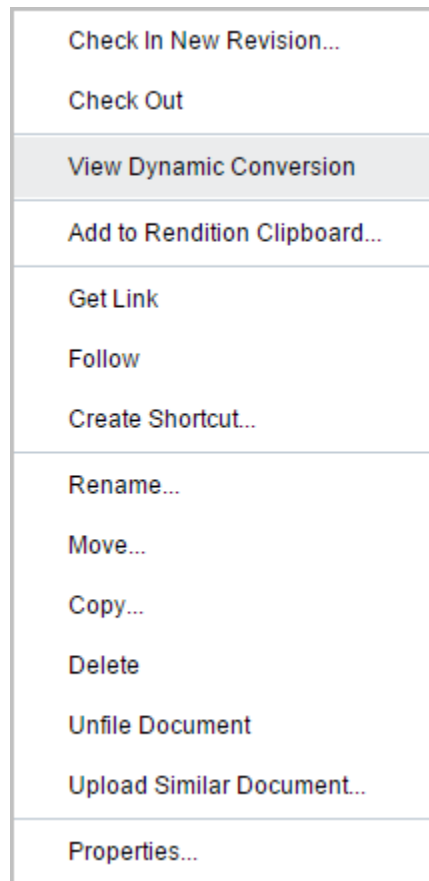 Check In New Revision...
Check Out
View Dynamic Conversion
Add to Rendition Clipboard...
Get Link
Follow
Create Shortcut...
Rename...
Move...
Copy...
Delete
Unfile Document
Upload Similar Document...
Properties...